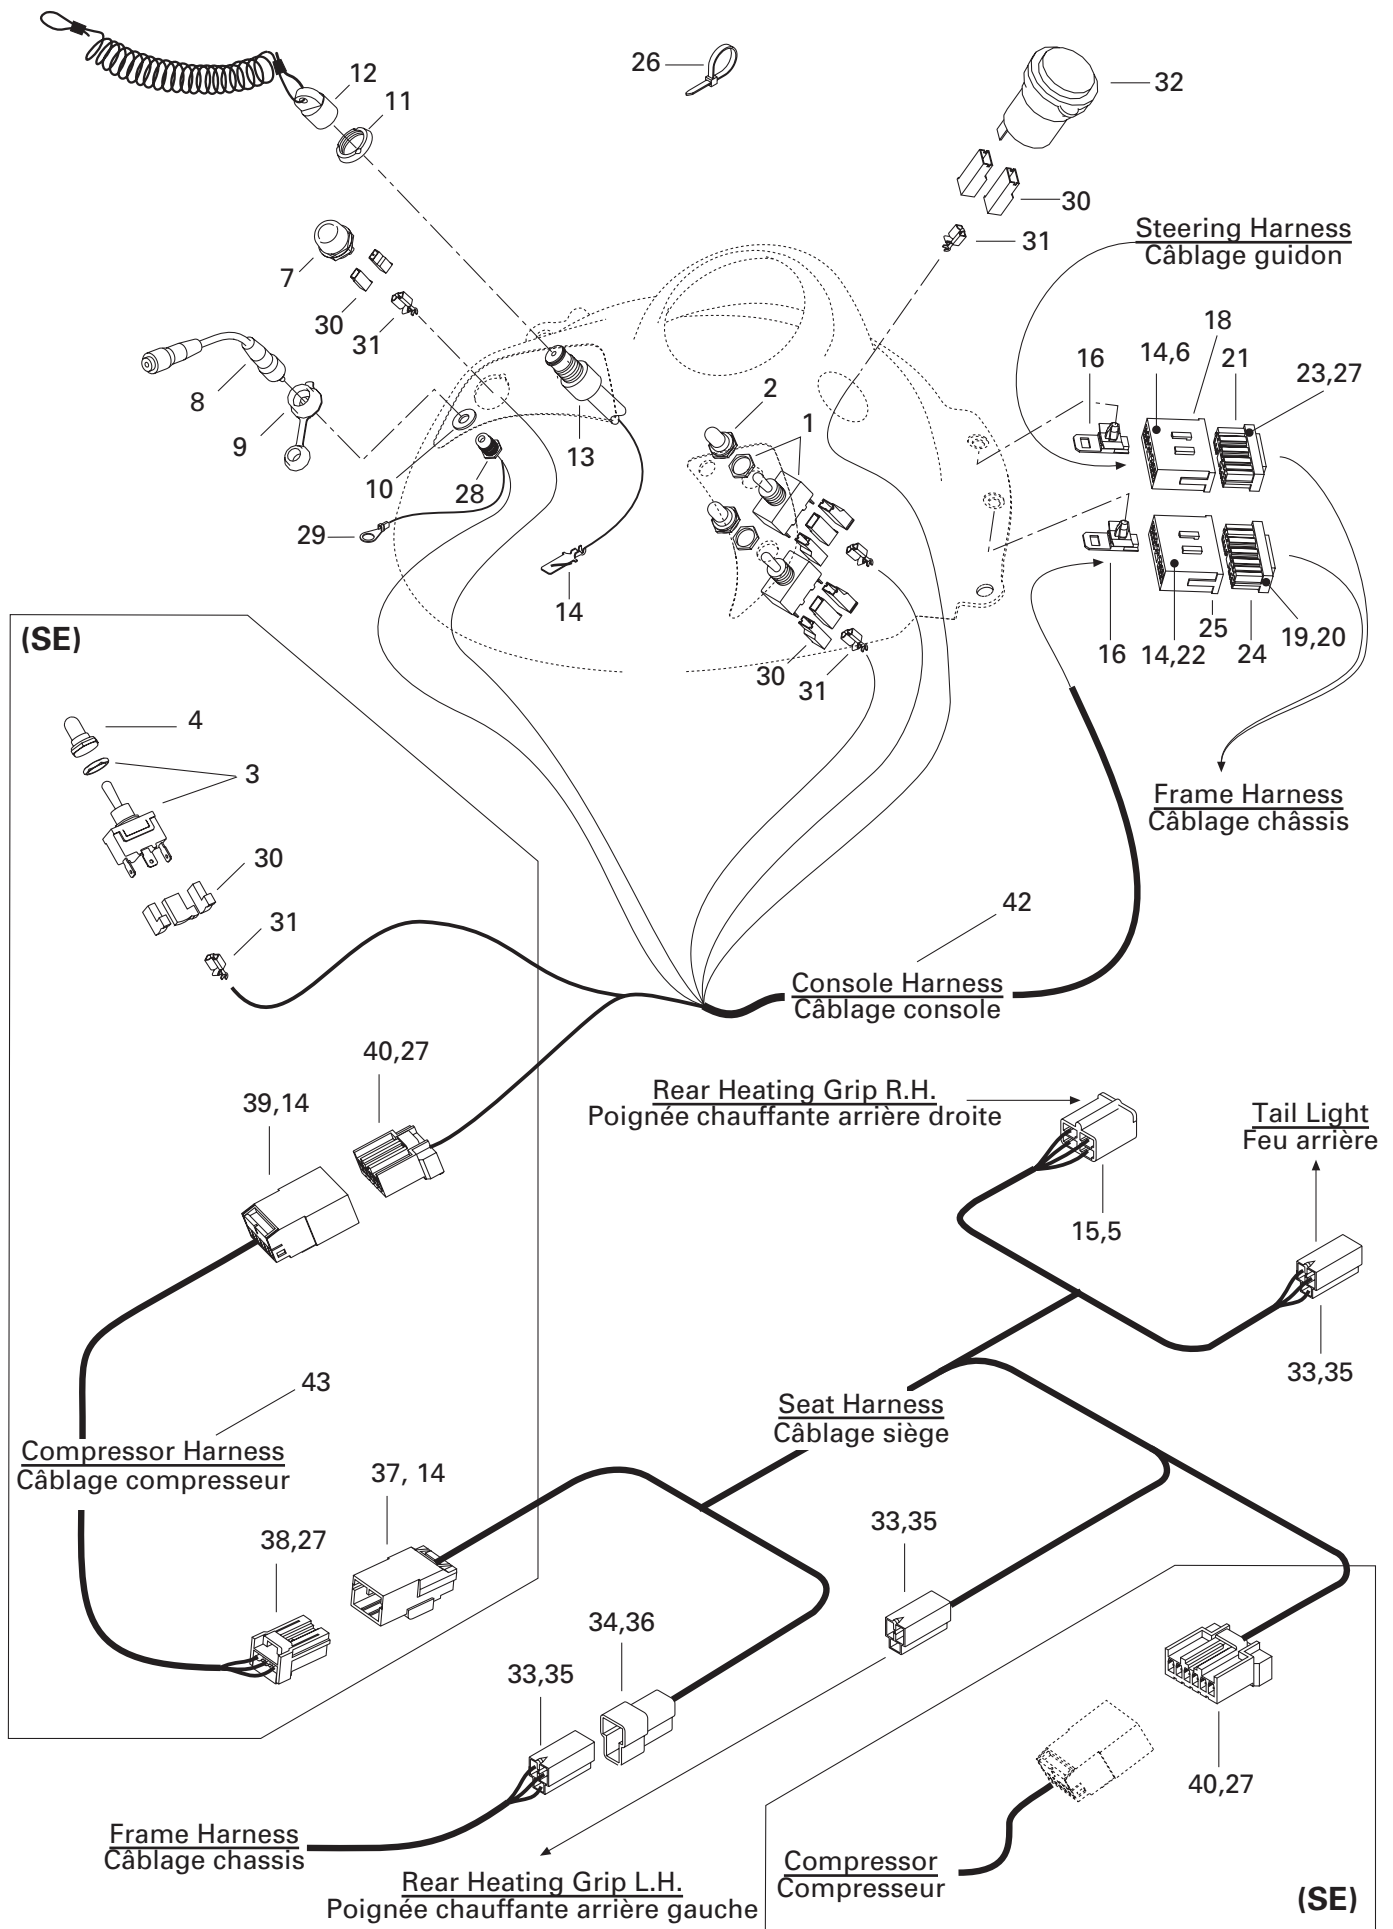 12
11
26
32
30
31
Steering Harness
Câblage guidon
7
30
31
8
9
10
28
29
13
14
2
1
16
14,6
18
21
23,27
30
31
16
14,22
25
24
19,20
Frame Harness
Câblage châssis
(SE)
4
3
30
31
42
Console Harness
Câblage console
40,27
39,14
Rear Heating Grip R.H.
Poignée chauffante arrière droite
Tail Light
Feu arrière
15,5
33,35
43
Compressor Harness
Câblage compresseur
Seat Harness
Câblage siège
37, 14
38,27
33,35
34,36
33,35
40,27
Frame Harness
Câblage chassis
Rear Heating Grip L.H.
Poignée chauffante arrière gauche
Compressor
Compresseur
(SE)